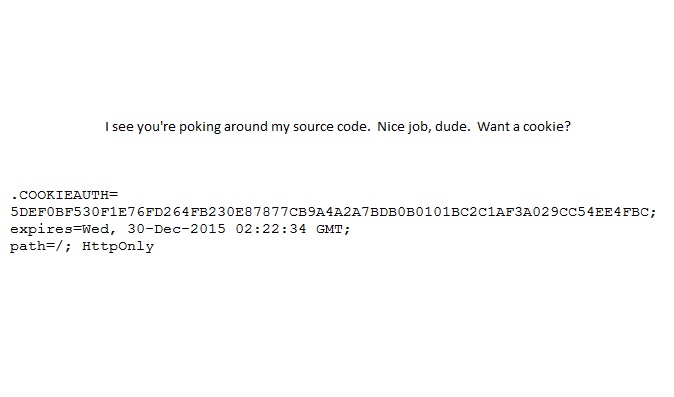 I see you're poking around my source code.  Nice job, dude.  Want a cookie?
.COOKIEAUTH=
5DEF0BF530F1E76FD264FB230E87877CB9A4A2A7BDB0B0101BC2C1AF3A029CC54EE4FBC;
expires=Wed, 30-Dec-2015 02:22:34 GMT;
path=/; HttpOnly